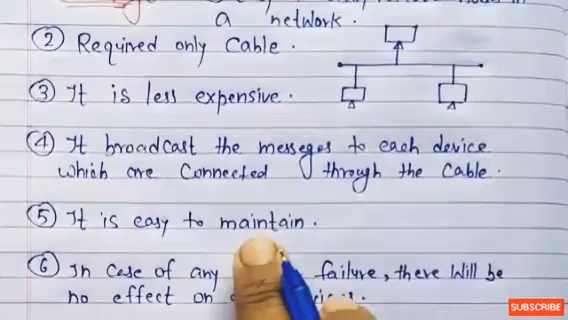 a network.
② Required only Cable.
③ It is less expensive.
④ It broadcast the messeges to each device
which are Connected through the Cable.
⑤ It is easy to maintain.
⑥ In Case of any failure, there Will be
no effect on
SUBSCRIBE